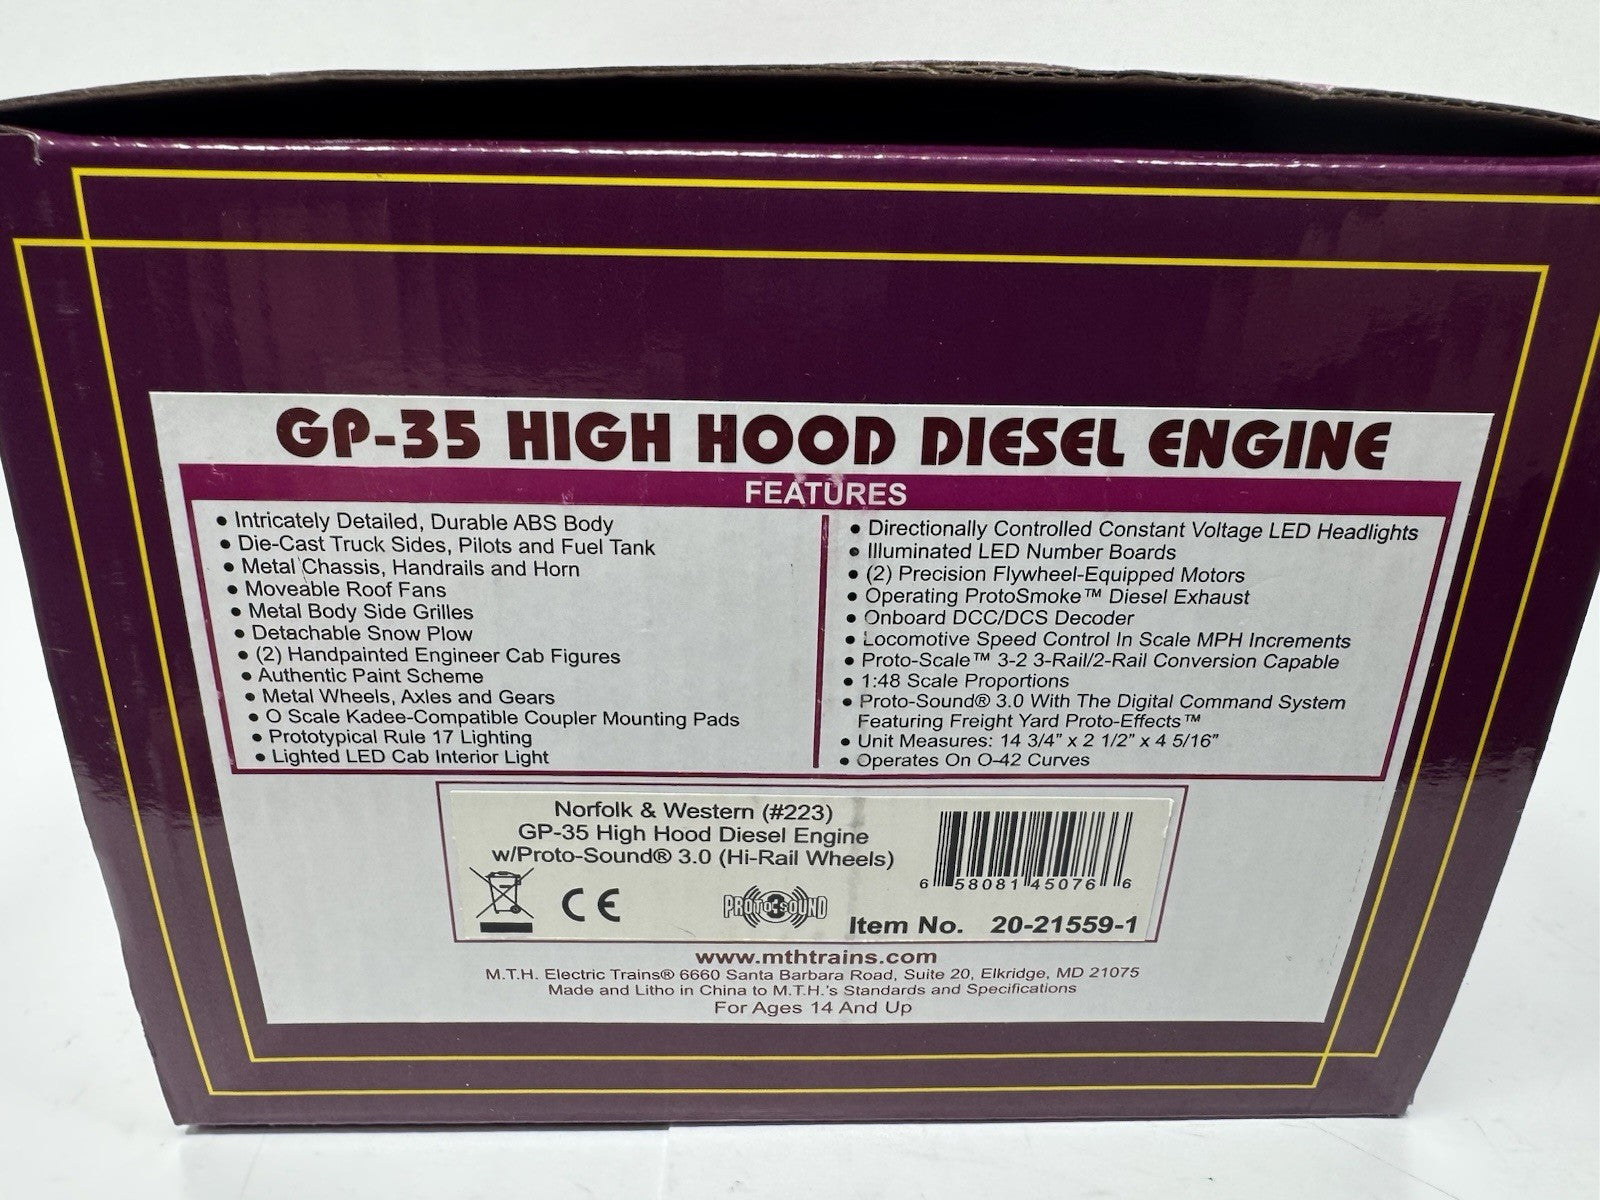 GP-35 HIGH HOOD DIESEL ENGINE
FEATURES
• Intricately Detailed, Durable ABS Body
• Die-Cast Truck Sides, Pilots and Fuel Tank
• Metal Chassis, Handrails and Horn
• Moveable Roof Fans
• Metal Body Side Grilles
• Detachable Snow Plow
• (2) Handpainted Engineer Cab Figures
• Authentic Paint Scheme
• Metal Wheels, Axles and Gears
• O Scale Kadee-Compatible Coupler Mounting Pads
• Prototypical Rule 17 Lighting
• Lighted LED Cab Interior Light
• Directionally Controlled Constant Voltage LED Headlights
• Illuminated LED Number Boards
• (2) Precision Flywheel-Equipped Motors
• Operating ProtoSmoke™ Diesel Exhaust
• Onboard DCC/DCS Decoder
• Locomotive Speed Control In Scale MPH Increments
• Proto-Scale™ 3-2 3-Rail/2-Rail Conversion Capable
• 1:48 Scale Proportions
• Proto-Sound® 3.0 With The Digital Command System
Featuring Freight Yard Proto-Effects™
• Unit Measures: 14 3/4" x 2 1/2" x 4 5/16"
• Operates On O-42 Curves
Norfolk & Western (#223)
GP-35 High Hood Diesel Engine
w/Proto-Sound® 3.0 (Hi-Rail Wheels)
6 58081 45076 6
CE
PROTO-SOUND 3
Item No. 20-21559-1
www.mthtrains.com
M.T.H. Electric Trains® 6660 Santa Barbara Road, Suite 20, Elkridge, MD 21075
Made and Litho in China to M.T.H.'s Standards and Specifications
For Ages 14 And Up